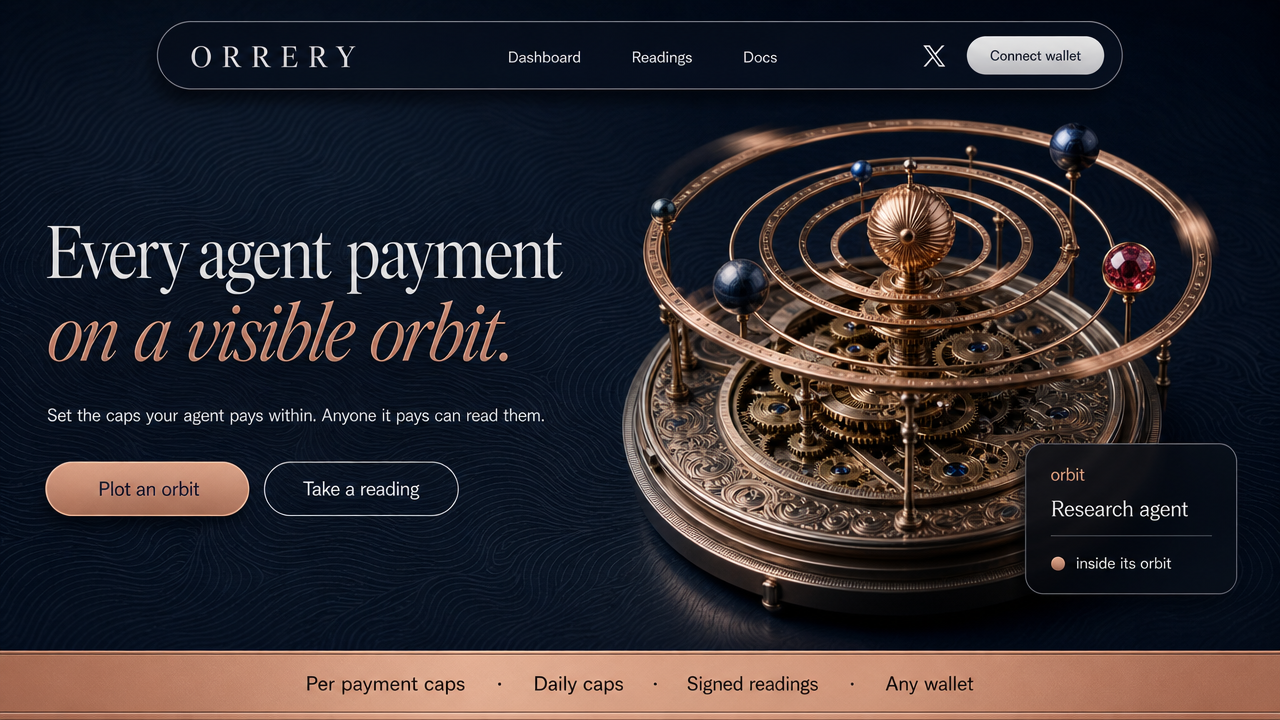 ORRERY
Dashboard
Readings
Docs
X
Connect wallet
Every agent payment
on a visible orbit.
Set the caps your agent pays within. Anyone it pays can read them.
Plot an orbit
Take a reading
orbit
Research agent
inside its orbit
Per payment caps · Daily caps · Signed readings · Any wallet